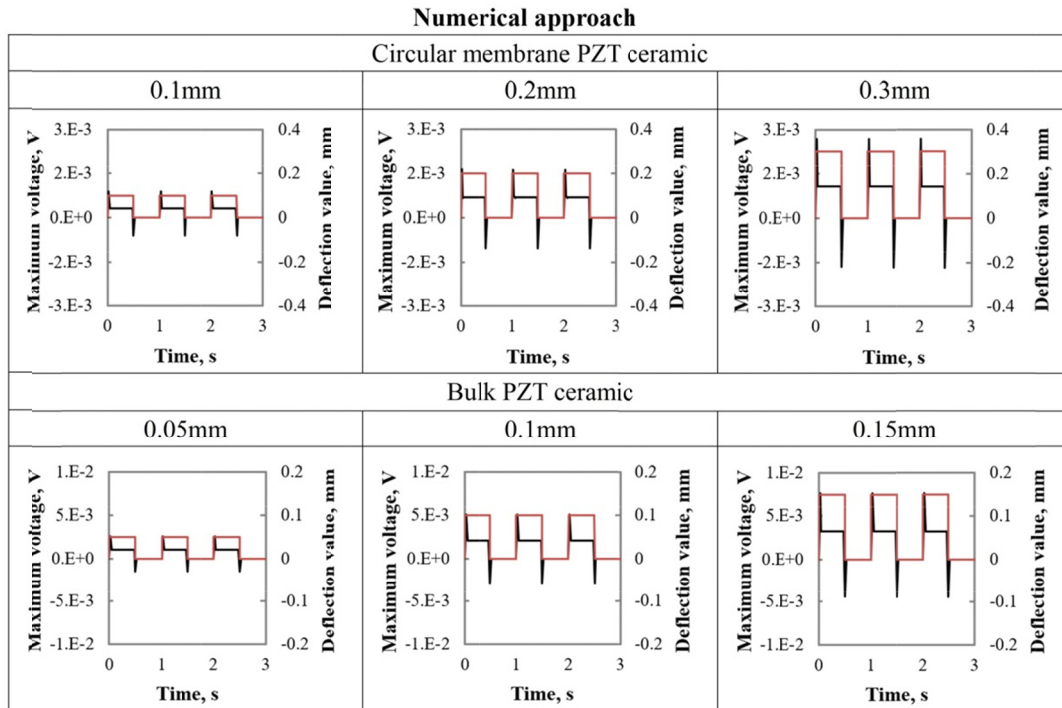 Numerical approach
Circular membrane PZT ceramic
0.1mm 0.2mm 0.3mm
Maximum voltage, V
3.E-3
2.E-3
0.E+0
-2.E-3
-3.E-3
0.4
0.2
0
-0.2
-0.4
Deflection value, mm
0 1 2 3
Time, s
Maximum voltage, V
3.E-3
2.E-3
0.E+0
-2.E-3
-3.E-3
0.4
0.2
0
-0.2
-0.4
Deflection value, mm
0 1 2 3
Time, s
Maximum voltage, V
3.E-3
2.E-3
0.E+0
-2.E-3
-3.E-3
0.4
0.2
0
-0.2
-0.4
Deflection value, mm
0 1 2 3
Time, s
Bulk PZT ceramic
0.05mm 0.1mm 0.15mm
Maximum voltage, V
1.E-2
5.E-3
0.E+0
-5.E-3
-1.E-2
0.2
0.1
0
-0.1
-0.2
Deflection value, mm
0 1 2 3
Time, s
Maximum voltage, V
1.E-2
5.E-3
0.E+0
-5.E-3
-1.E-2
0.2
0.1
0
-0.1
-0.2
Deflection value, mm
0 1 2 3
Time, s
Maximum voltage, V
1.E-2
5.E-3
0.E+0
-5.E-3
-1.E-2
0.2
0.1
0
-0.1
-0.2
Deflection value, mm
0 1 2 3
Time, s